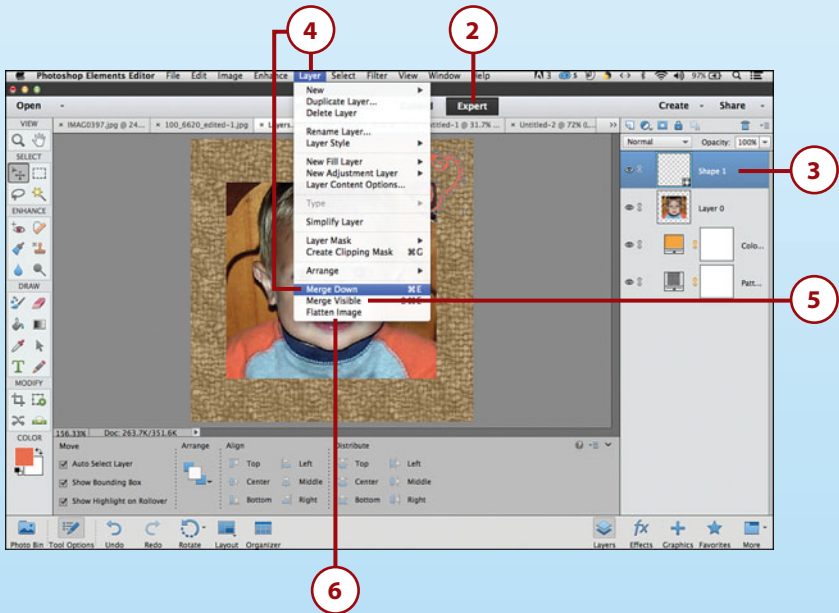 4
2
Photoshop Elements Editor File Edit Image Enhance Layer Select Filter View Window Help
3 5 97%
Open Expert Create Share
VIEW
× IMAG0397.jpg @ 24... × 100_6620_edited-1.jpg × Layers. @ 31.7% ... × Untitled-2 @ 72% (L... >>
New
Duplicate Layer...
Delete Layer
Rename Layer...
Layer Style
New Fill Layer
New Adjustment Layer
Layer Content Options...
Type
Simplify Layer
Layer Mask
Create Clipping Mask ⌘G
Arrange
Merge Down ⌘E
Merge Visible
Flatten Image
Normal Opacity: 100%
Shape 1
3
Layer 0
Colo...
Patt...
5
SELECT
ENHANCE
DRAW
T
MODIFY
COLOR
156.33% Doc: 263.7K/351.6K
Move Arrange Align Distribute
Auto Select Layer Top Left Top Left
Show Bounding Box Center Middle Center Middle
Show Highlight on Rollover Bottom Right Bottom Right
Photo Bin Tool Options Undo Redo Rotate Layout Organizer Layers fx Effects Graphics Favorites More
6